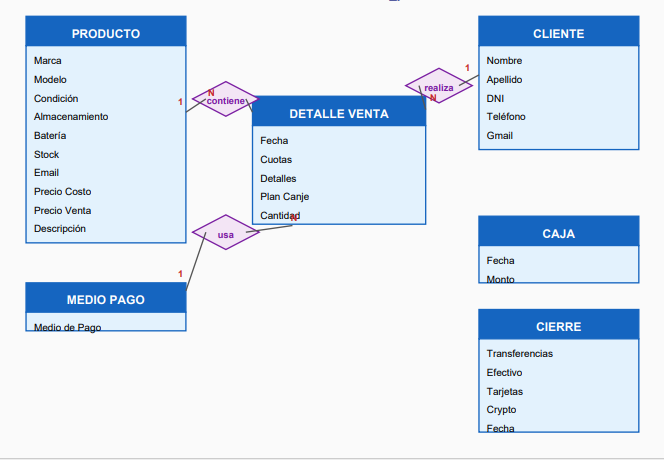 PRODUCTO
Marca
Modelo
Condición
Almacenamiento
Batería
Stock
Email
Precio Costo
Precio Venta
Descripción
1
N
contiene
DETALLE VENTA
Fecha
Cuotas
Detalles
Plan Canje
Cantidad
N
realiza
N
1
CLIENTE
Nombre
Apellido
DNI
Teléfono
Gmail
usa
1
MEDIO PAGO
Medio de Pago
CAJA
Fecha
Monto
CIERRE
Transferencias
Efectivo
Tarjetas
Crypto
Fecha